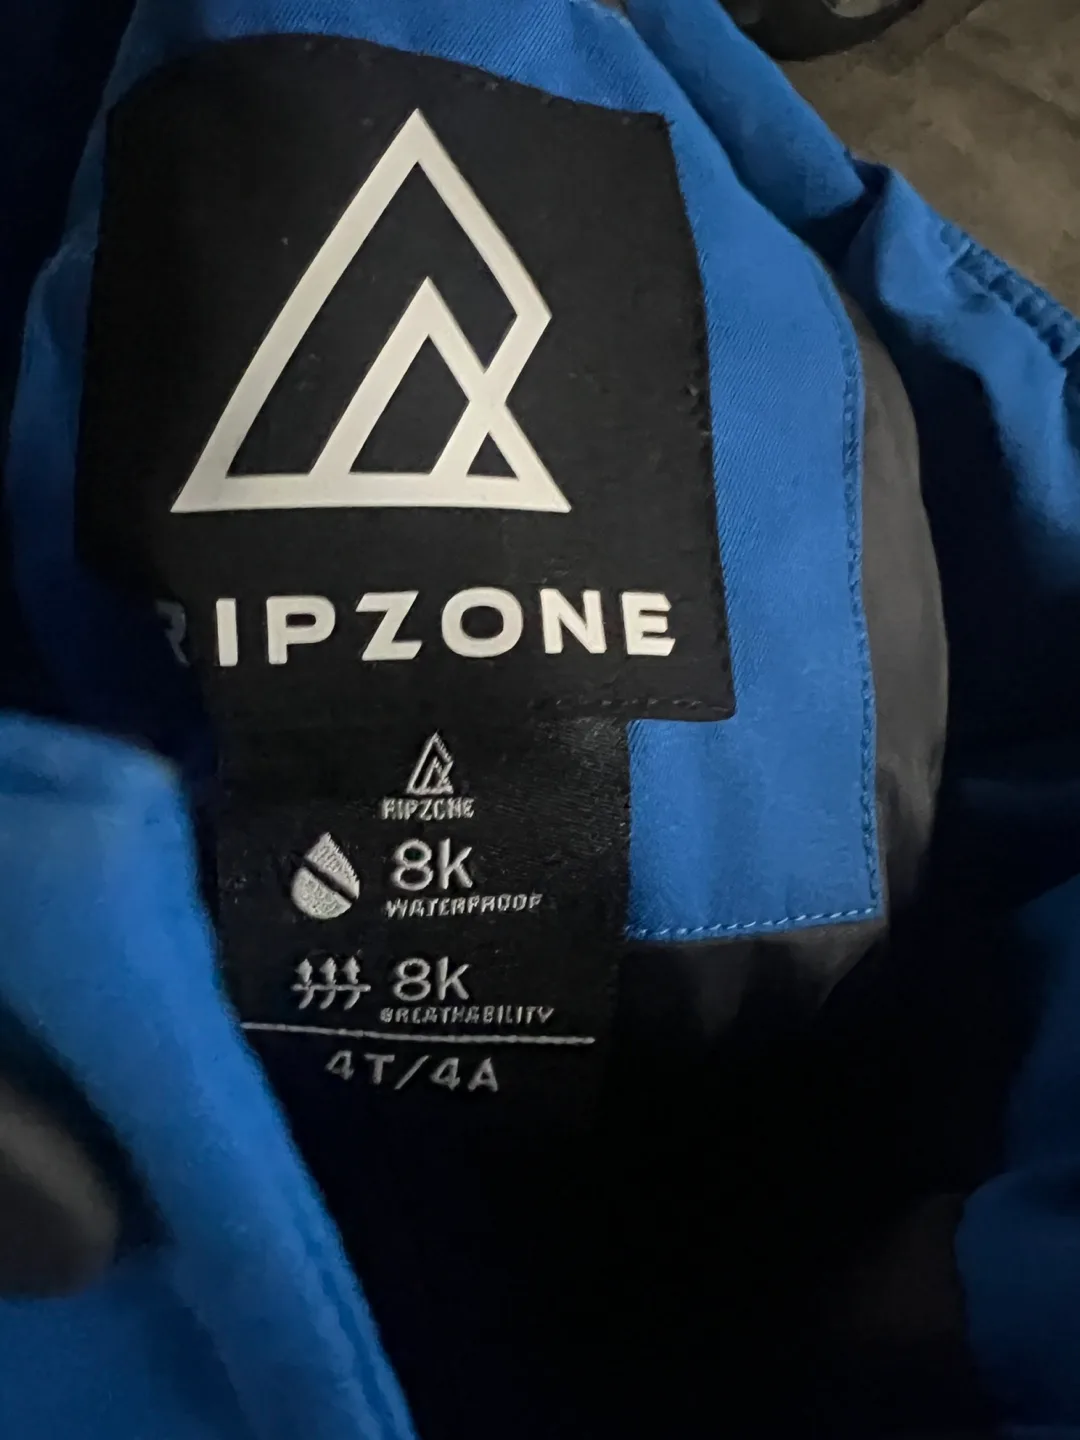 RIPZONE
RIPZONE
8k
WATERPROOF
8k
BREATHABILITY
4T/4A